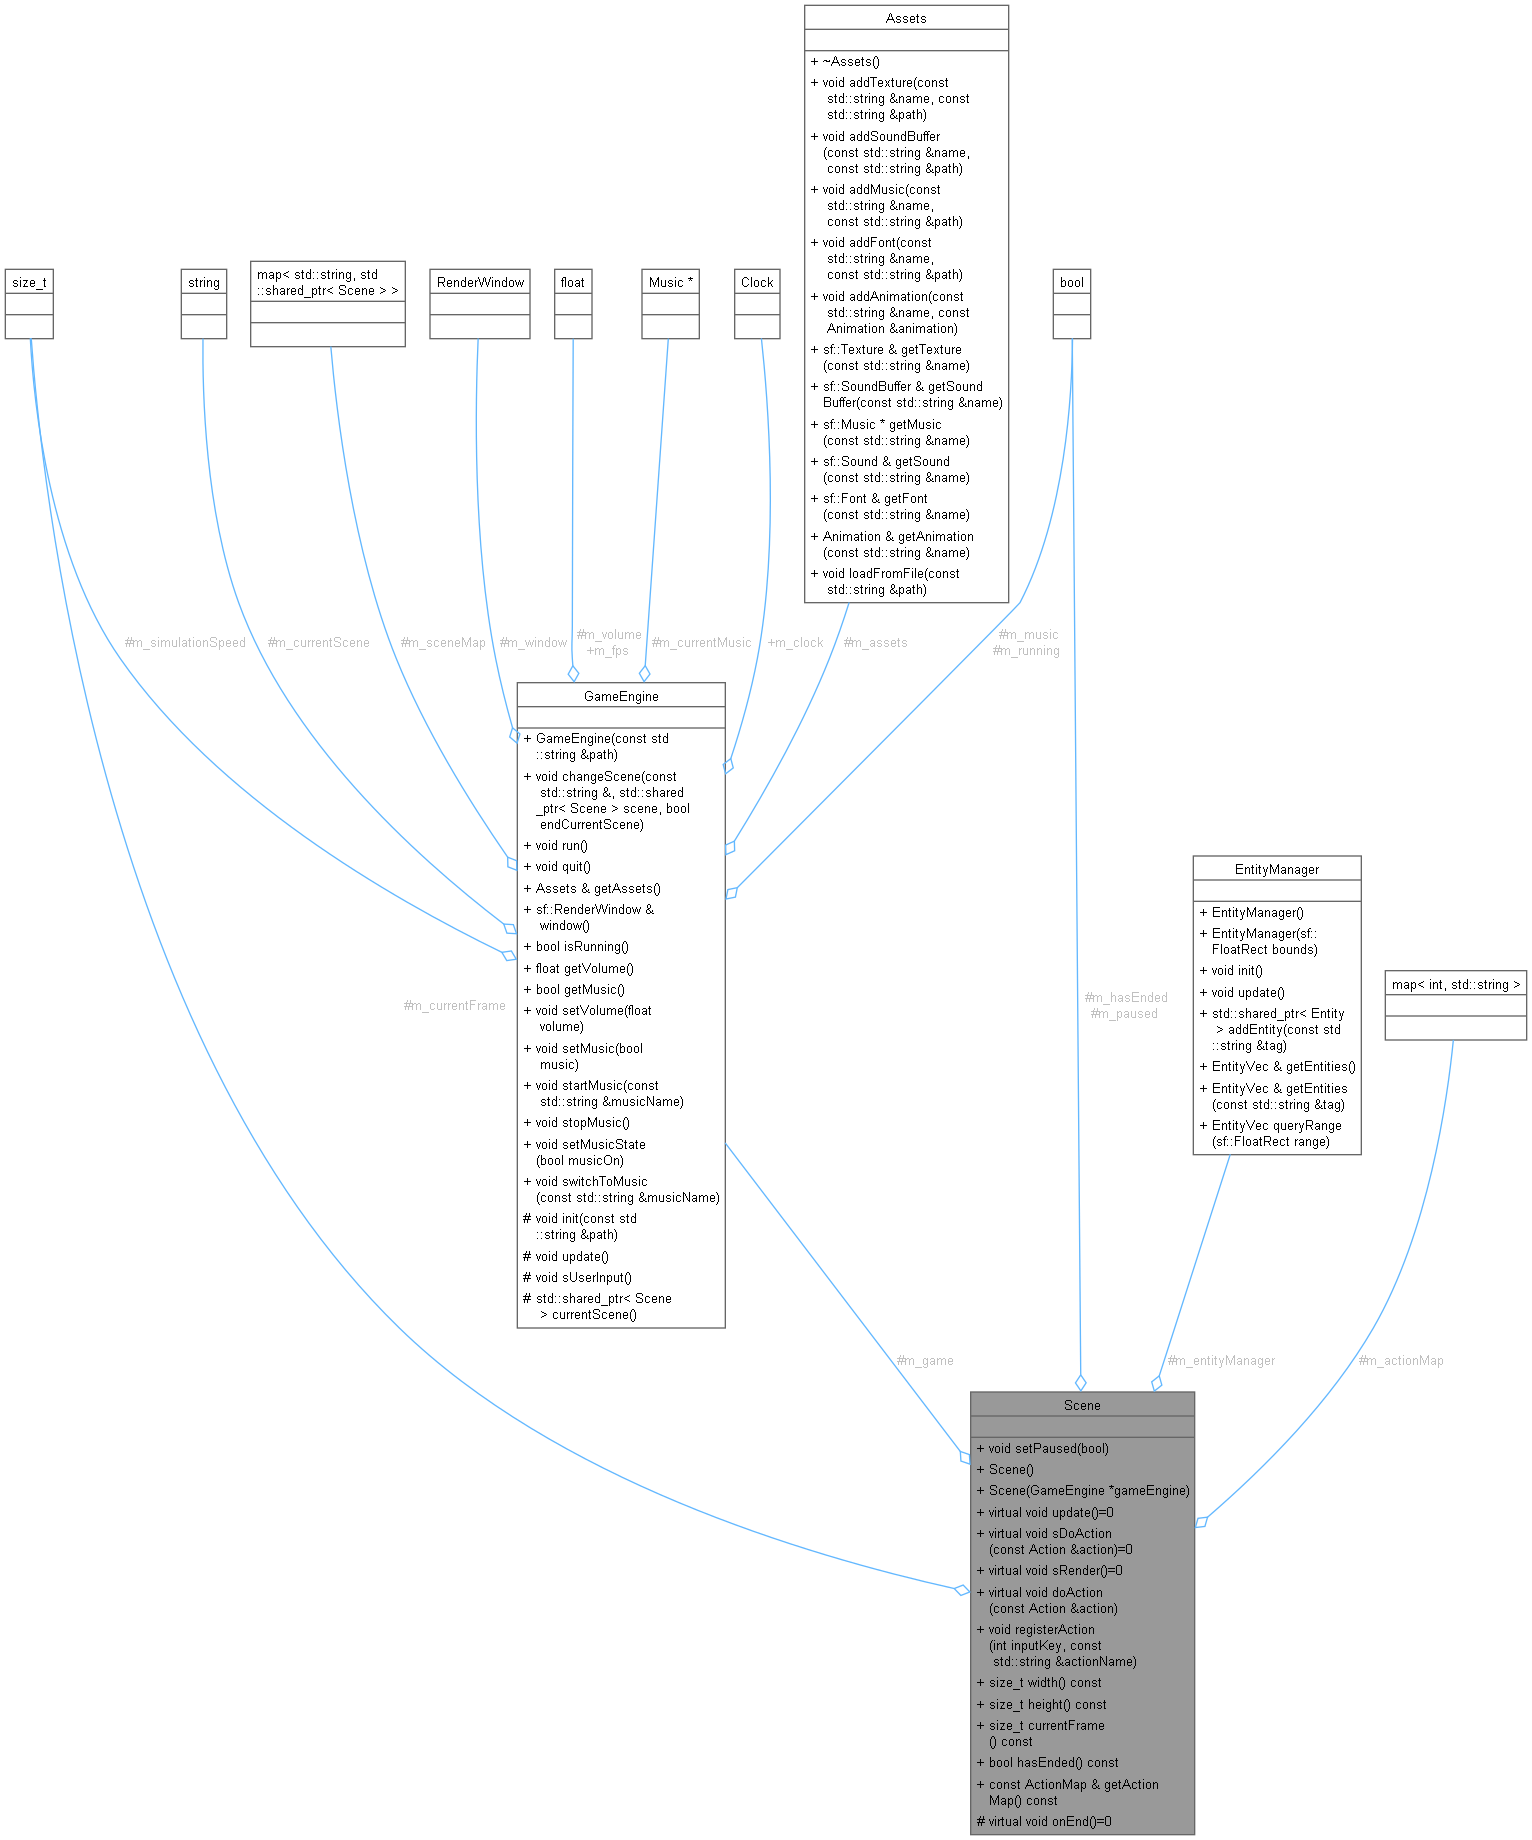 Assets
+ ~Assets()
+ void addTexture(const
std::string &name, const
std::string &path)
+ void addSoundBuffer
(const std::string &name,
const std::string &path)
+ void addMusic(const
std::string &name,
const std::string &path)
+ void addFont(const
std::string &name,
const std::string &path)
+ void addAnimation(const
std::string &name, const
Animation &animation)
+ sf::Texture & getTexture
(const std::string &name)
+ sf::SoundBuffer & getSound
Buffer(const std::string &name)
+ sf::Music * getMusic
(const std::string &name)
+ sf::Sound & getSound
(const std::string &name)
+ sf::Font & getFont
(const std::string &name)
+ Animation & getAnimation
(const std::string &name)
+ void loadFromFile(const
std::string &path)
size_t
string
map< std::string, std
::shared_ptr< Scene > >
RenderWindow
float
Music *
Clock
bool
#m_simulationSpeed
#m_currentScene
#m_sceneMap
#m_window
#m_volume
+m_fps
#m_currentMusic
+m_clock
#m_assets
#m_music
#m_running
GameEngine
+ GameEngine(const std
::string &path)
+ void changeScene(const
std::string &, std::shared
_ptr< Scene > scene, bool
endCurrentScene)
+ void run()
+ void quit()
+ Assets & getAssets()
+ sf::RenderWindow &
window()
+ bool isRunning()
+ float getVolume()
+ bool getMusic()
+ void setVolume(float
volume)
+ void setMusic(bool
music)
+ void startMusic(const
std::string &musicName)
+ void stopMusic()
+ void setMusicState
(bool musicOn)
+ void switchToMusic
(const std::string &musicName)
# void init(const std
::string &path)
# void update()
# void sUserInput()
# std::shared_ptr< Scene
> currentScene()
EntityManager
+ EntityManager()
+ EntityManager(sf::
FloatRect bounds)
+ void init()
+ void update()
+ std::shared_ptr< Entity
> addEntity(const std
::string &tag)
+ EntityVec & getEntities()
+ EntityVec & getEntities
(const std::string &tag)
+ EntityVec queryRange
(sf::FloatRect range)
map< int, std::string >
#m_currentFrame
#m_hasEnded
#m_paused
#m_game
#m_entityManager
#m_actionMap
Scene
+ void setPaused(bool)
+ Scene()
+ Scene(GameEngine *gameEngine)
+ virtual void update()=0
+ virtual void sDoAction
(const Action &action)=0
+ virtual void sRender()=0
+ virtual void doAction
(const Action &action)
+ void registerAction
(int inputKey, const
std::string &actionName)
+ size_t width() const
+ size_t height() const
+ size_t currentFrame
() const
+ bool hasEnded() const
+ const ActionMap & getAction
Map() const
# virtual void onEnd()=0